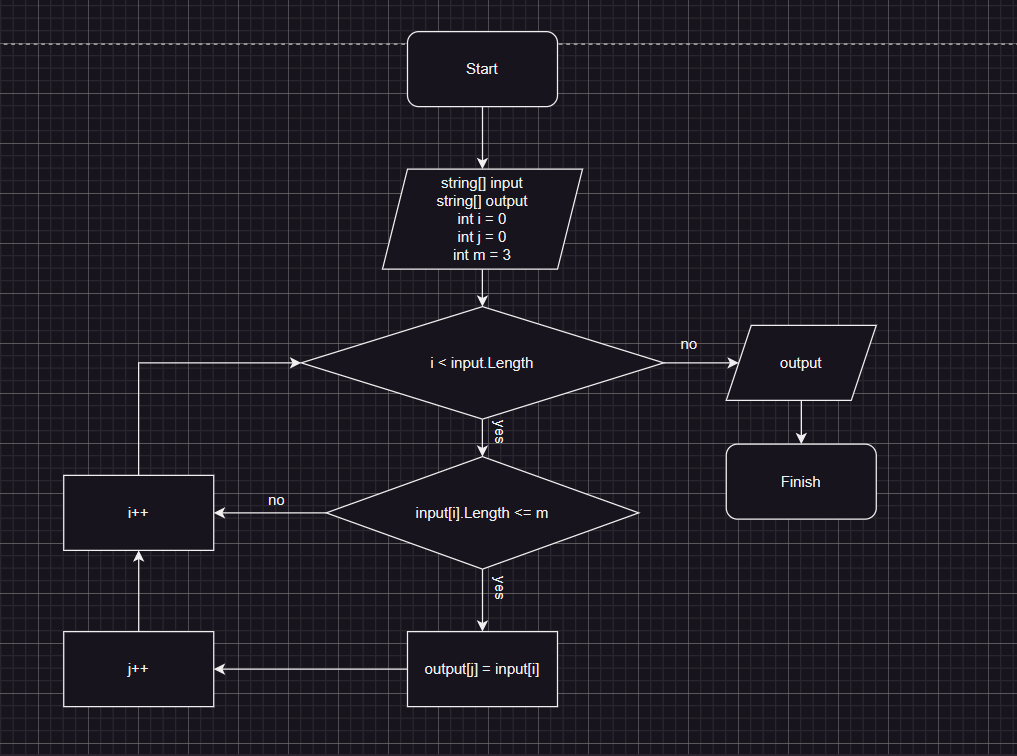 Start
string[] input
string[] output
int i = 0
int j = 0
int m = 3
i < input.Length
no
output
yes
Finish
input[i].Length <= m
no
i++
yes
output[j] = input[i]
j++